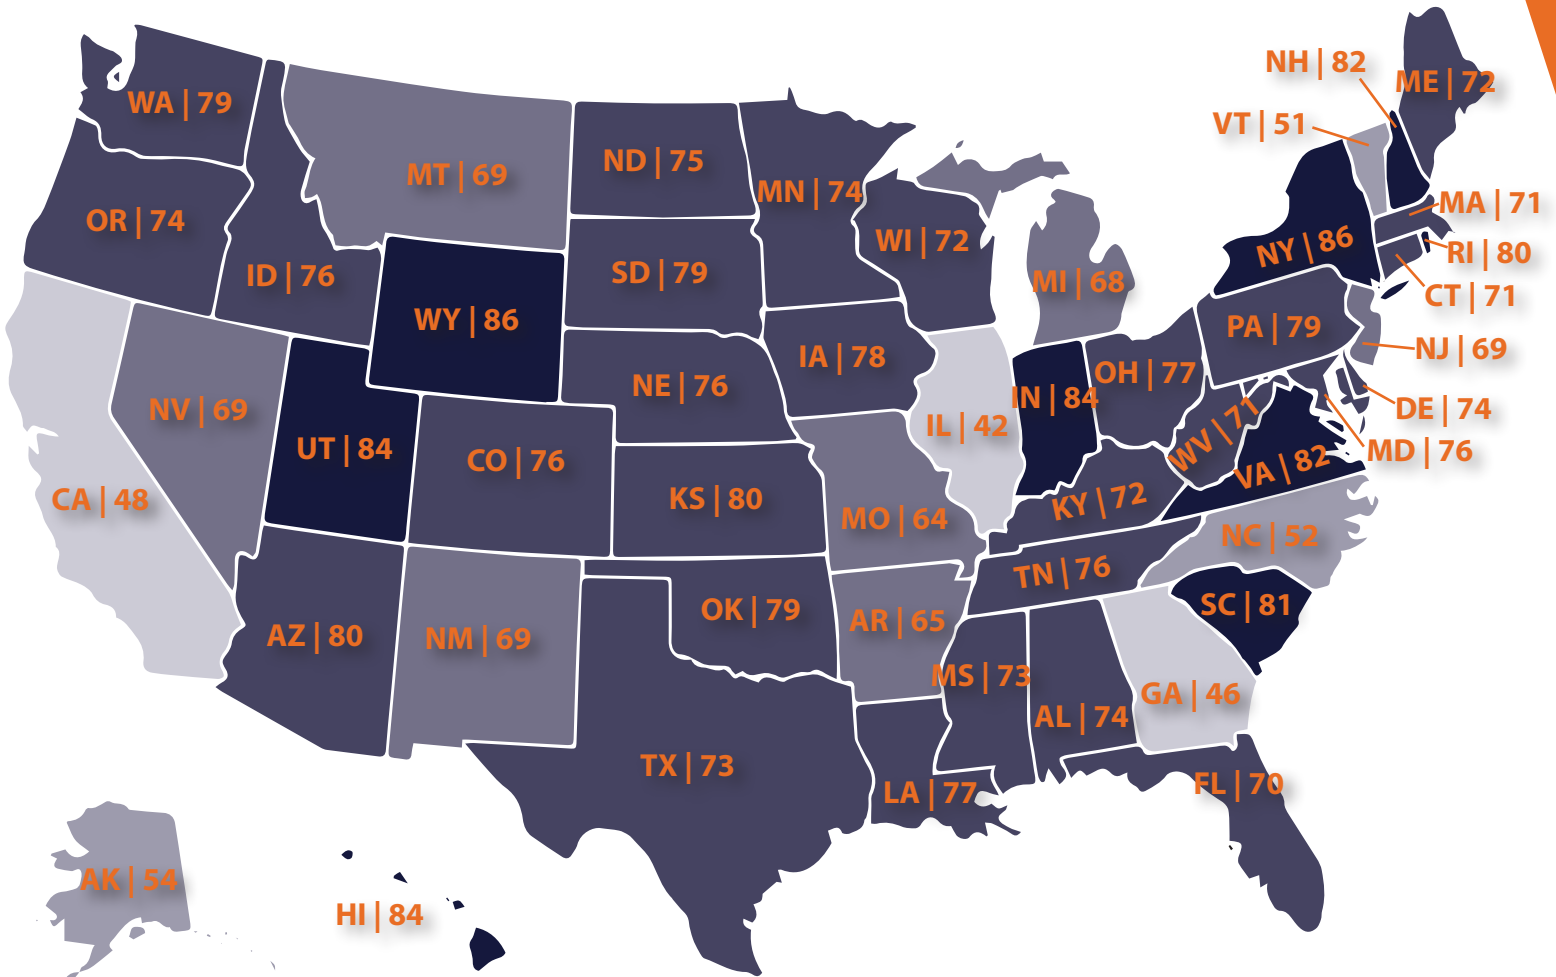 NH | 82
ME | 72
WA | 79
VT | 51
ND | 75
MT | 69
MN | 74
MA | 71
OR | 74
WI | 72
NY | 86
RI | 80
ID | 76
SD | 79
MI | 68
CT | 71
WY | 86
PA | 79
NJ | 69
IA | 78
OH | 77
NE | 76
IN | 84
NV | 69
DE | 74
IL | 42
WV | 71
UT | 84
MD | 76
CO | 76
VA | 82
CA | 48
KS | 80
KY | 72
MO | 64
NC | 52
TN | 76
SC | 81
OK | 79
AR | 65
AZ | 80
NM | 69
MS | 73
GA | 46
AL | 74
TX | 73
FL | 70
LA | 77
AK | 54
HI | 84